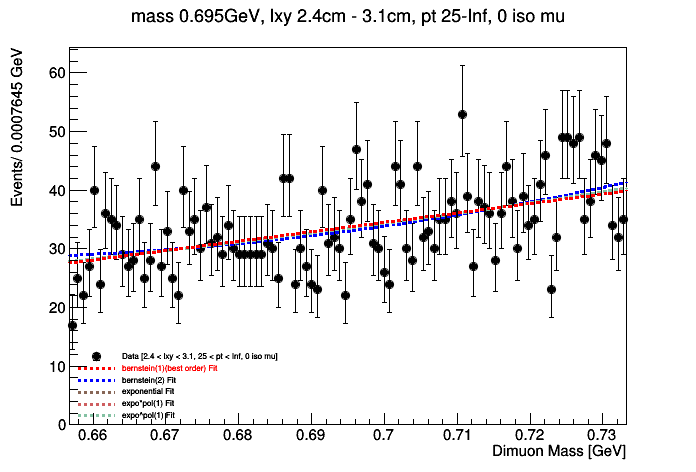 mass 0.695GeV, lxy 2.4cm - 3.1cm, pt 25-Inf, 0 iso mu
Events/ 0.0007645 GeV
60
50
40
30
20
10
0
Data [2.4 < lxy < 3.1, 25 < pt < Inf, 0 iso mu]
bernstein(1)(best order) Fit
bernstein(2) Fit
exponential Fit
expo*pol(1) Fit
expo^pol(1) Fit
0.66 0.67 0.68 0.69 0.7 0.71 0.72 0.73
Dimuon Mass [GeV]